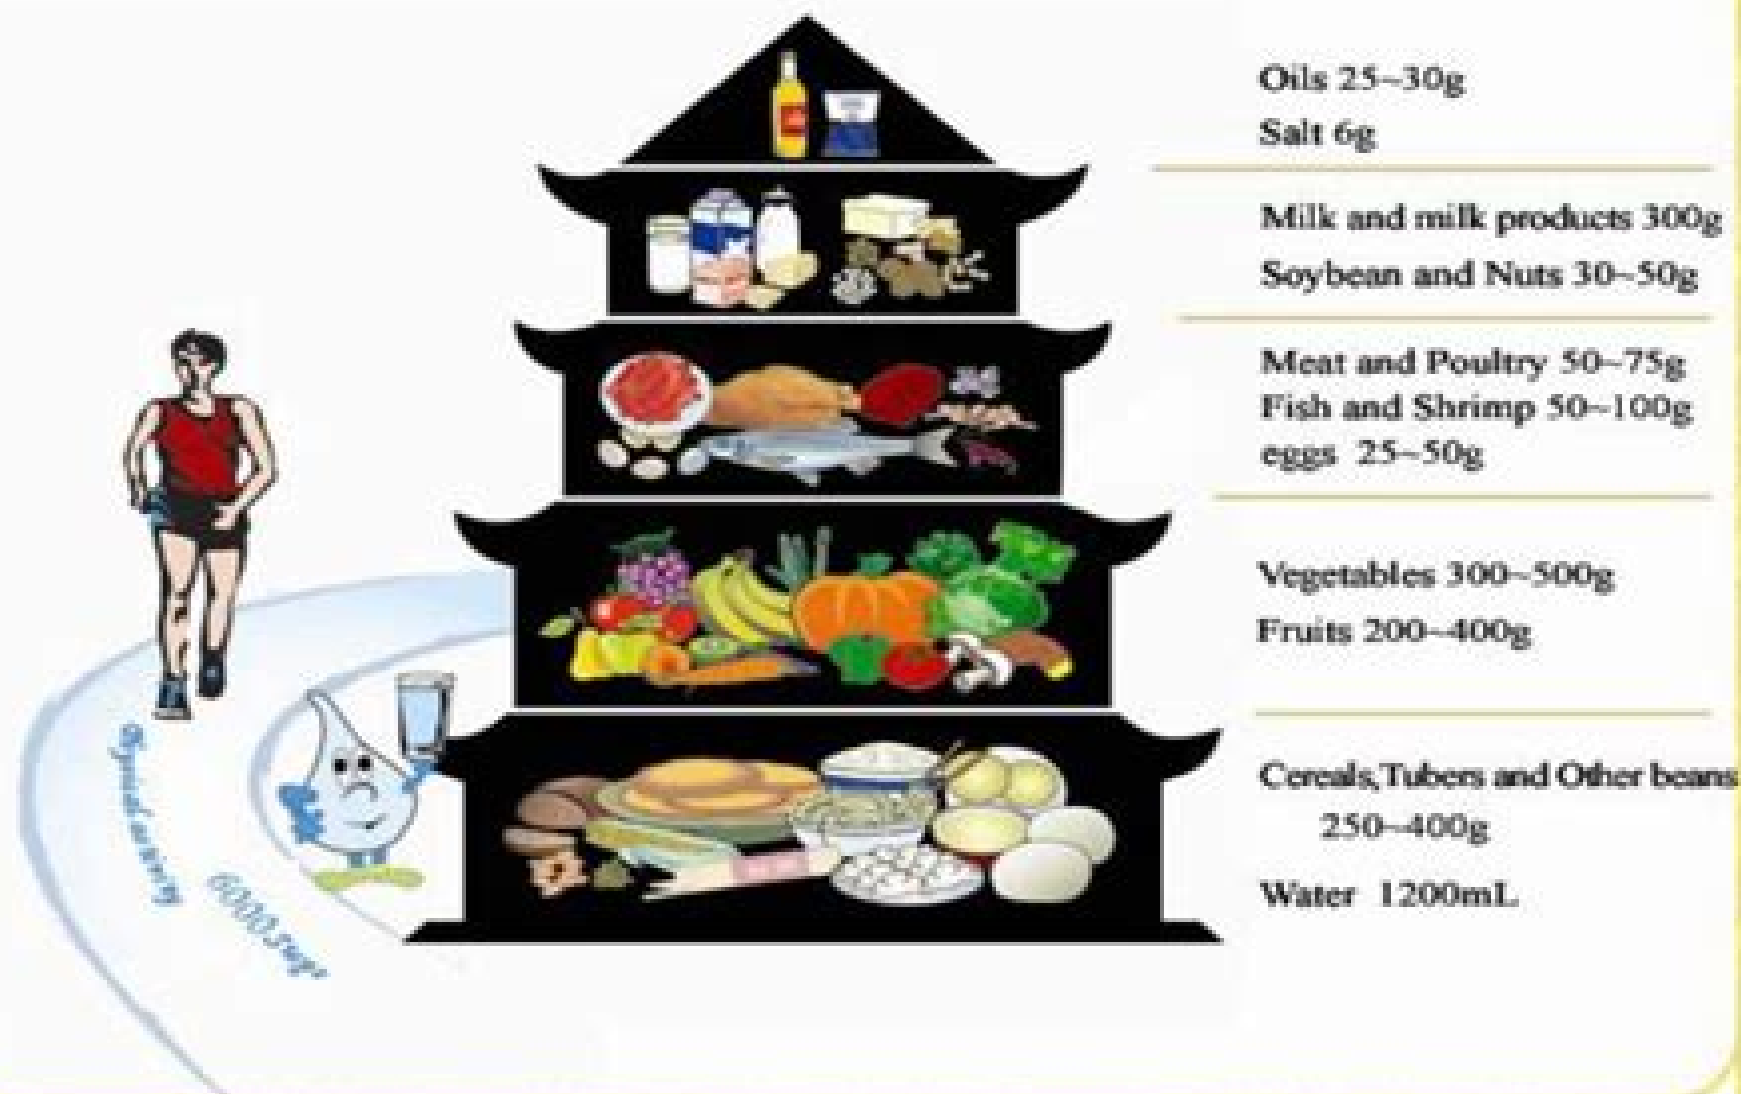 Oils 25~30g
Salt 6g
Milk and milk products 300g
Soybean and Nuts 30~50g
Meat and Poultry 50~75g
Fish and Shrimp 50~100g
eggs 25~50g
Vegetables 300~500g
Fruits 200~400g
Cereals,Tubers and Other beans
250~400g
Water 1200mL
6000